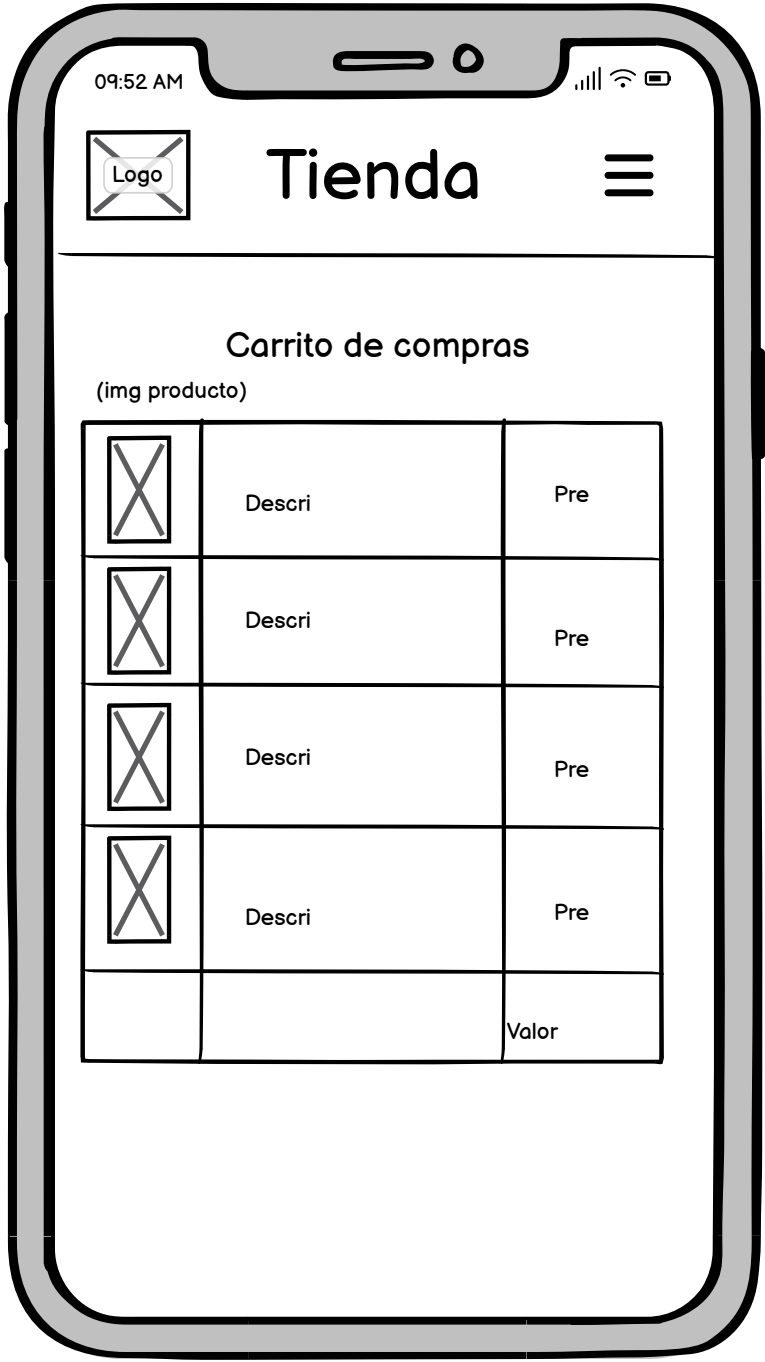 09:52 AM
Logo
Tienda
Carrito de compras
(img producto)
Descri
Pre
Descri
Pre
Descri
Pre
Descri
Pre
Valor